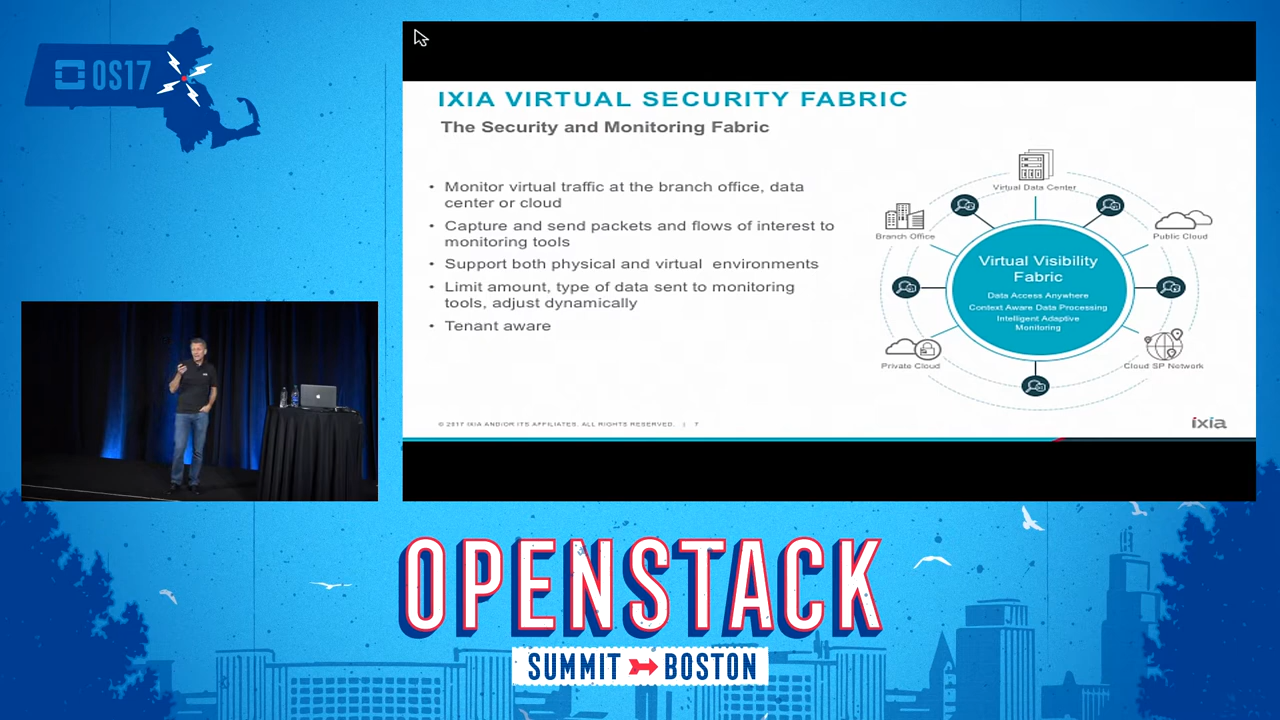 OS17
IXIA VIRTUAL SECURITY FABRIC
The Security and Monitoring Fabric
• Monitor virtual traffic at the branch office, data
center or cloud
• Capture and send packets and flows of interest to
monitoring tools
• Support both physical and virtual environments
• Limit amount, type of data sent to monitoring
tools, adjust dynamically
• Tenant aware
Virtual Data Center
Branch Office
Public Cloud
Virtual Visibility
Fabric
Data Access Anywhere
Context Aware Data Processing
Intelligent Adaptive
Monitoring
Private Cloud
Cloud SP Network
© 2017 IXIA AND/OR ITS AFFILIATES. ALL RIGHTS RESERVED. | 7
ixia
OPENSTACK
SUMMIT BOSTON